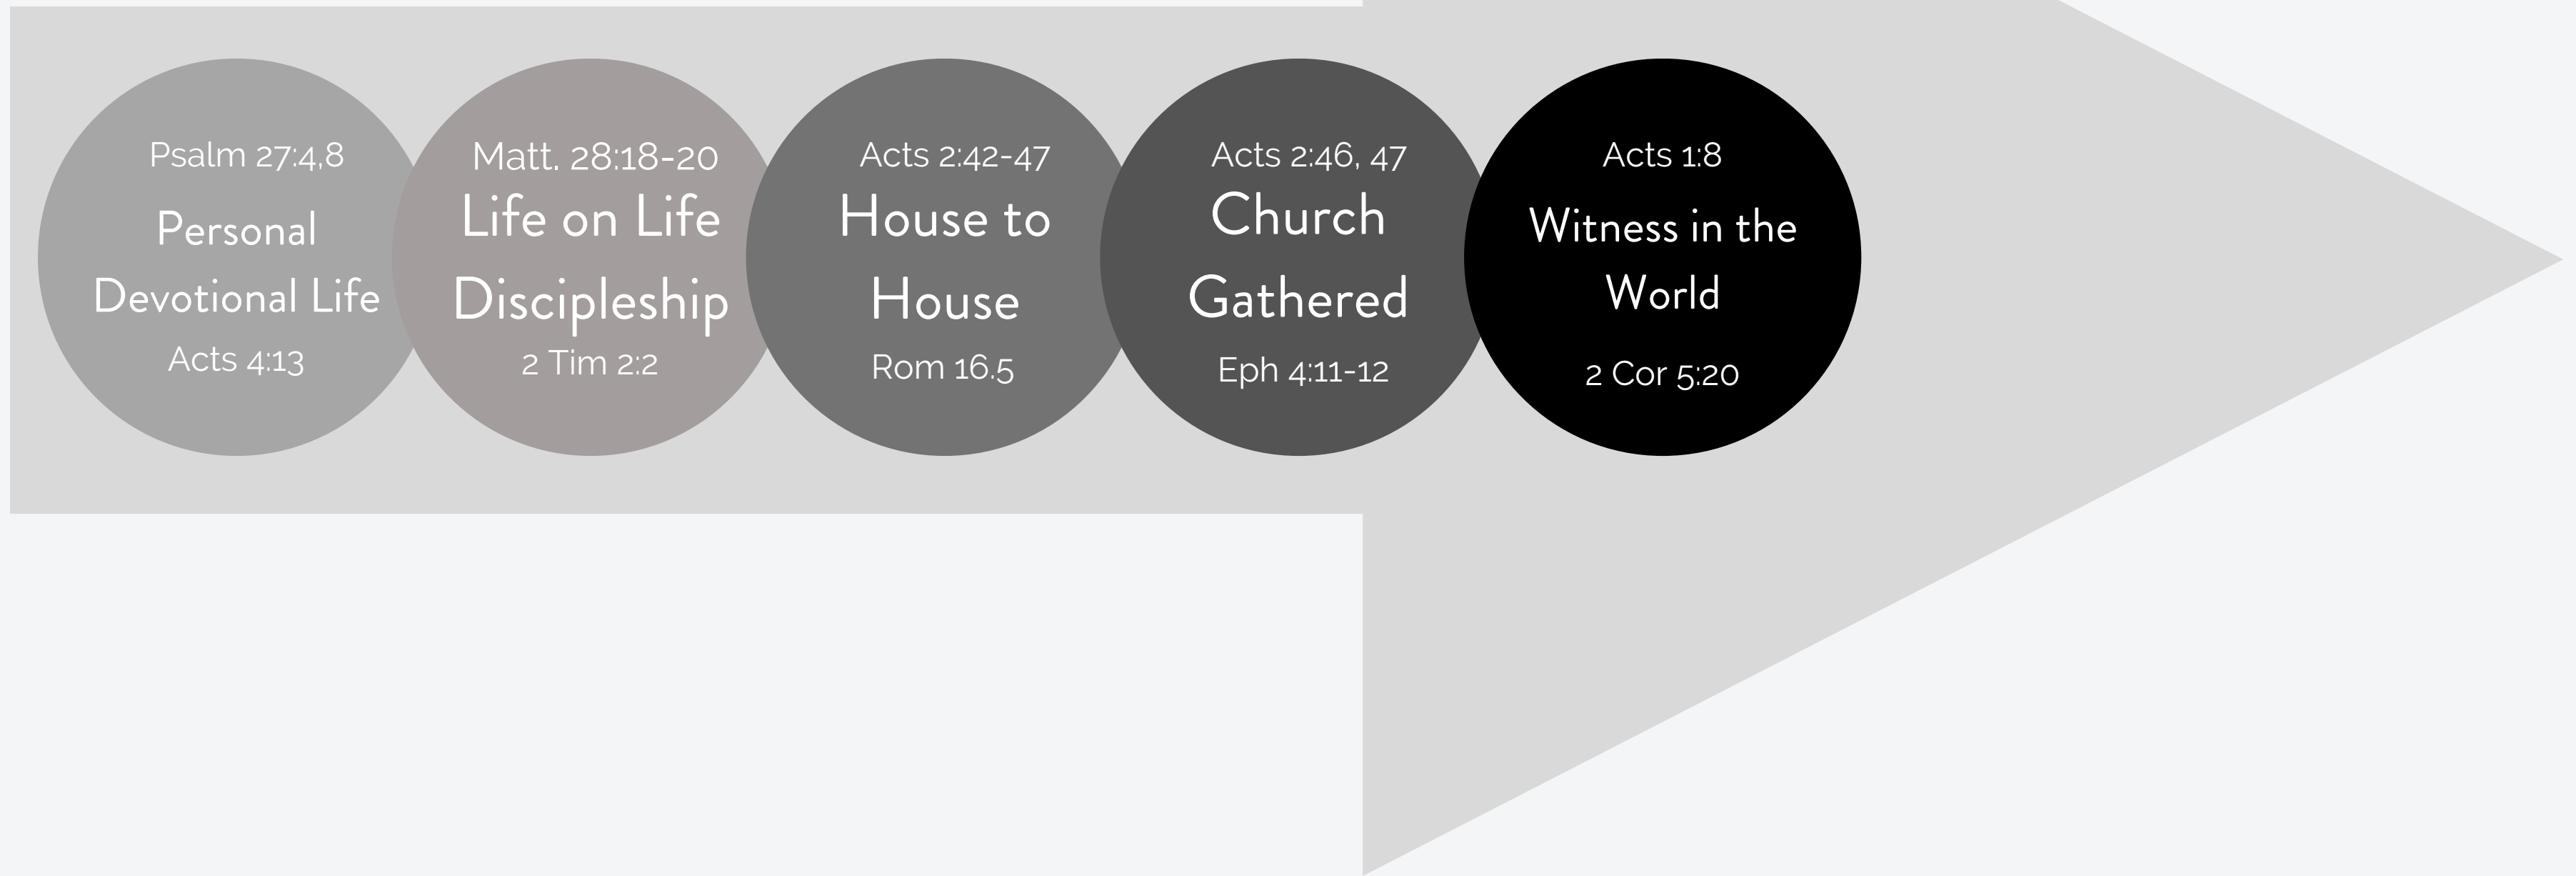 Psalm 27:4,8
Personal
Devotional Life
Acts 4:13
Matt. 28:18-20
Life on Life
Discipleship
2 Tim 2:2
Acts 2:42-47
House to
House
Rom 16.5
Acts 2:46, 47
Church
Gathered
Eph 4:11-12
Acts 1:8
Witness in the
World
2 Cor 5:20